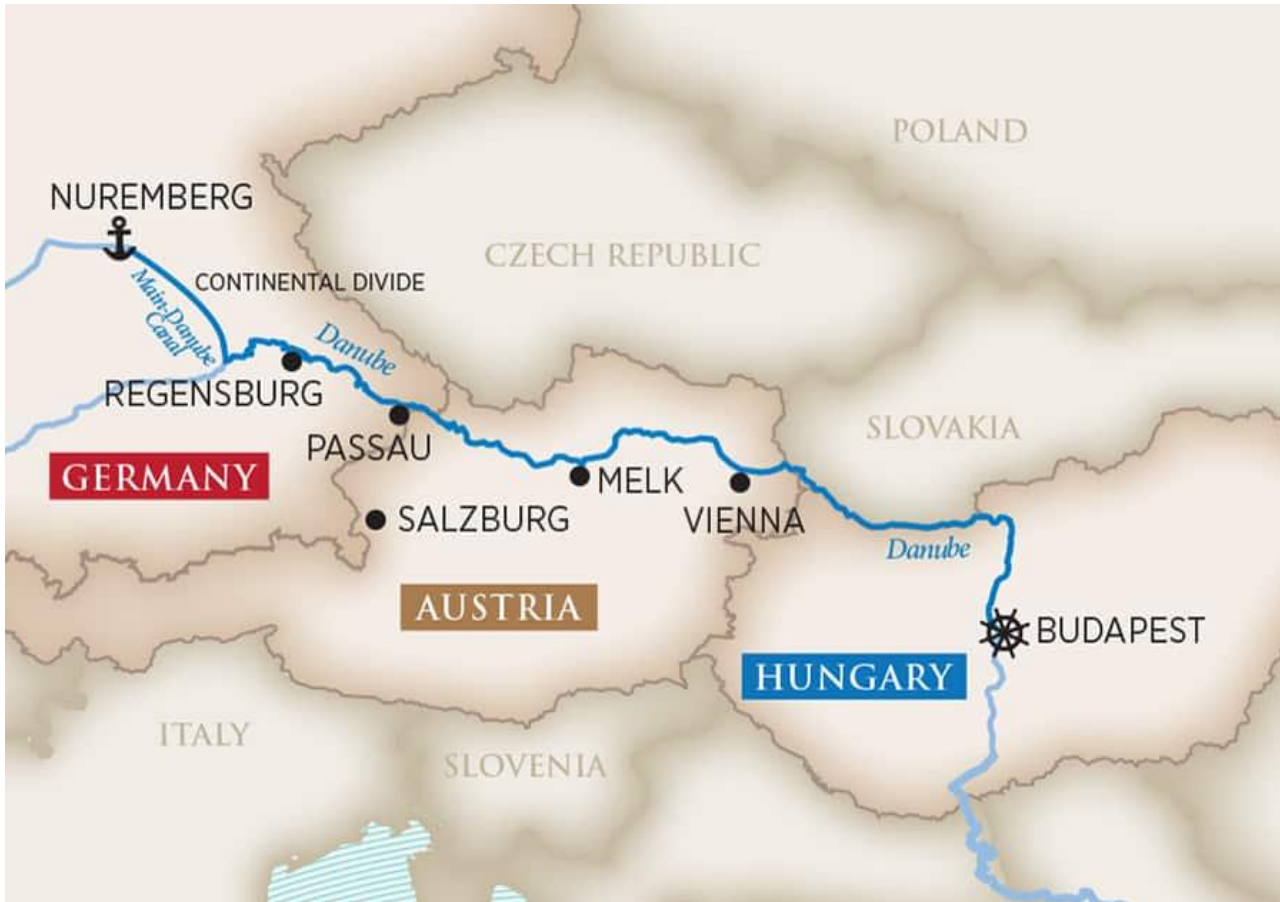 POLAND
NUREMBERG
CZECH REPUBLIC
CONTINENTAL DIVIDE
Main-Danube
Canal
Danube
REGENSBURG
PASSAU
SLOVAKIA
GERMANY
MELK
SALZBURG
VIENNA
Danube
AUSTRIA
BUDAPEST
HUNGARY
ITALY
SLOVENIA